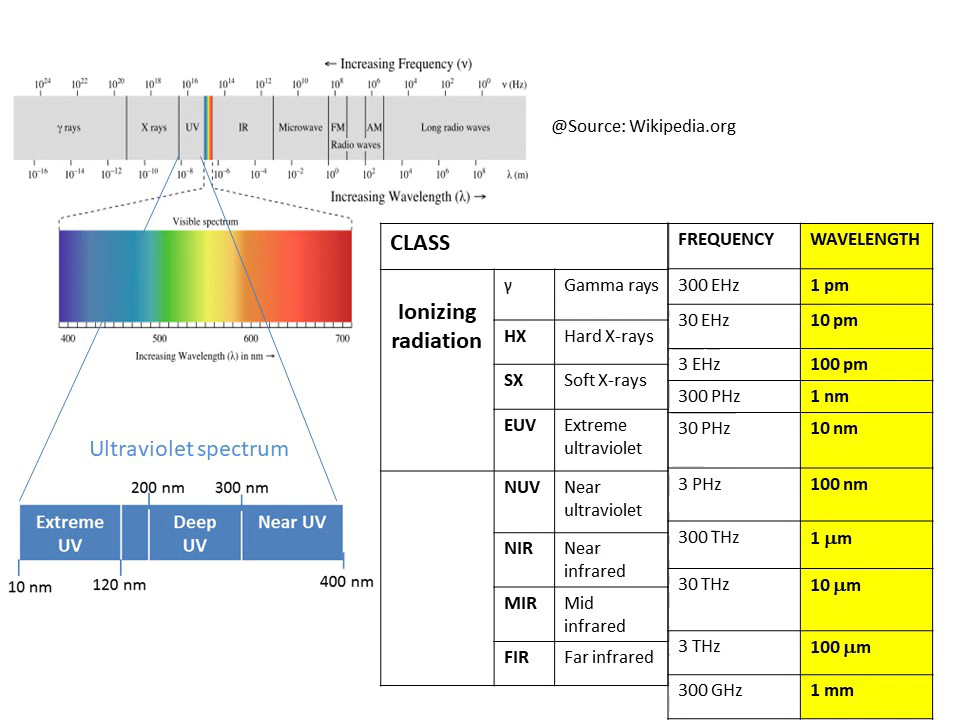 ← Increasing Frequency (ν)
10²⁴ 10²² 10²⁰ 10¹⁸ 10¹⁶ 10¹⁴ 10¹² 10¹⁰ 10⁸ 10⁶ 10⁴ 10² 10⁰ ν (Hz)
γ rays X rays UV IR Microwave FM AM Long radio waves
Radio waves
10⁻¹⁶ 10⁻¹⁴ 10⁻¹² 10⁻¹⁰ 10⁻⁸ 10⁻⁶ 10⁻⁴ 10⁻² 10⁰ 10² 10⁴ 10⁶ 10⁸ λ (m)
Increasing Wavelength (λ) →
@Source: Wikipedia.org
Visible spectrum
400 500 600 700
Increasing Wavelength (λ) in nm →
Ultraviolet spectrum
200 nm 300 nm
Extreme UV Deep UV Near UV
10 nm 120 nm 400 nm
CLASS FREQUENCY WAVELENGTH
Ionizing
radiation
γ Gamma rays
HX Hard X-rays
SX Soft X-rays
EUV Extreme
ultraviolet
NUV Near
ultraviolet
NIR Near
infrared
MIR Mid
infrared
FIR Far infrared
300 EHz 1 pm
30 EHz 10 pm
3 EHz 100 pm
300 PHz 1 nm
30 PHz 10 nm
3 PHz 100 nm
300 THz 1 μm
30 THz 10 μm
3 THz 100 μm
300 GHz 1 mm